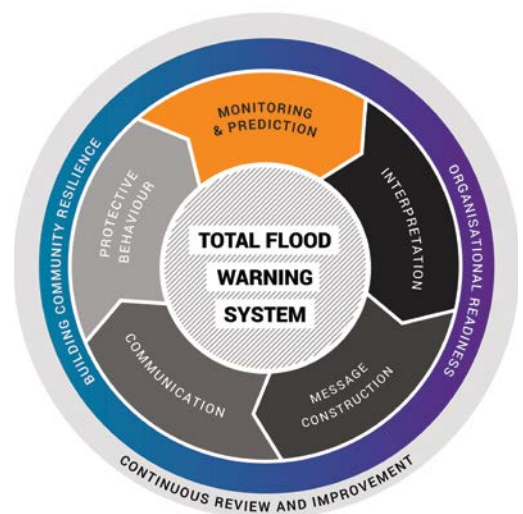 MONITORING
& PREDICTION
INTERPRETATION
MESSAGE
CONSTRUCTION
COMMUNICATION
PROTECTIVE
BEHAVIOUR
TOTAL FLOOD
WARNING
SYSTEM
BUILDING COMMUNITY RESILIENCE
ORGANISATIONAL READINESS
CONTINUOUS REVIEW AND IMPROVEMENT